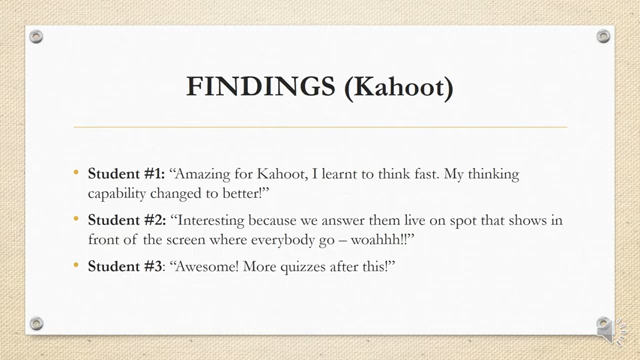 FINDINGS (Kahoot)
• Student #1: “Amazing for Kahoot, I learnt to think fast. My thinking
capability changed to better!”
• Student #2: “Interesting because we answer them live on spot that shows in
front of the screen where everybody go – woahhh!!”
• Student #3: “Awesome! More quizzes after this!”